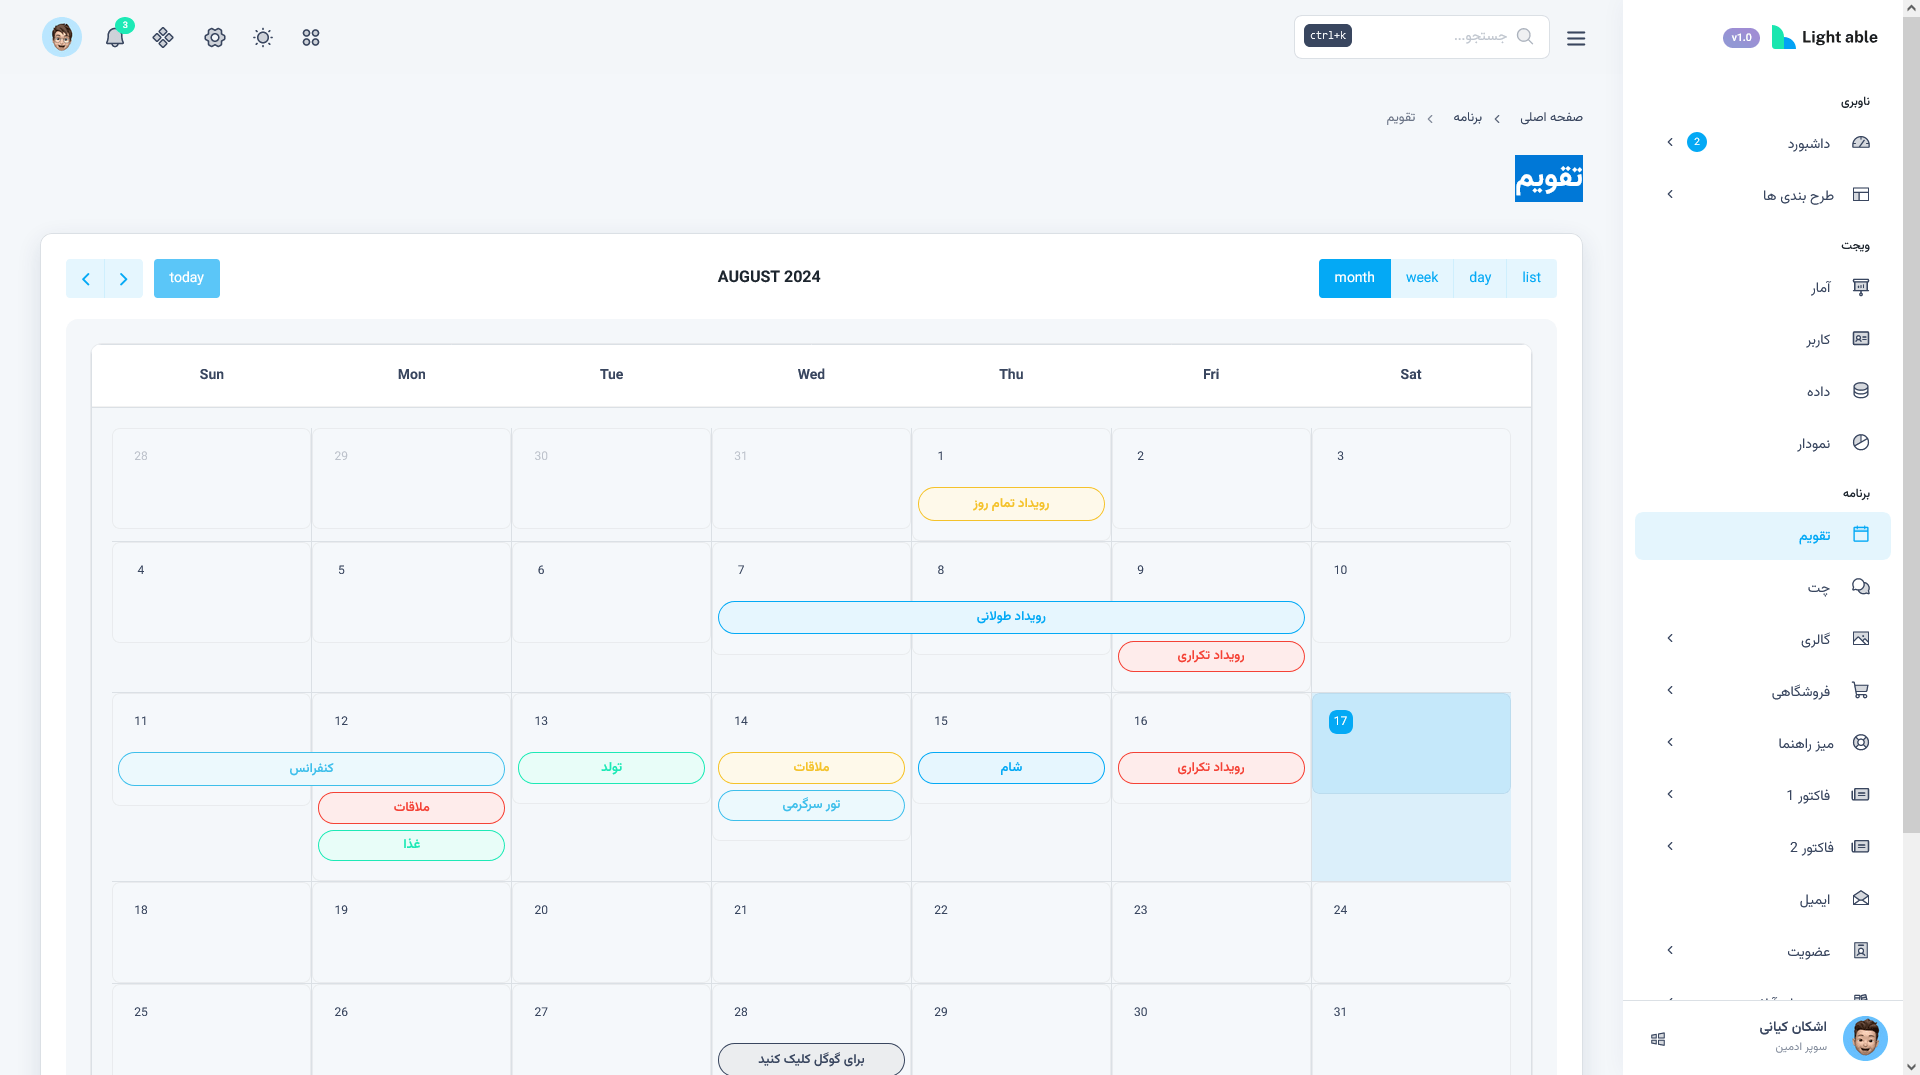 3
ctrl+k
جستجو...
v1.0
Light able
صفحه اصلی
برنامه
تقویم
تقویم
today
AUGUST 2024
month
week
day
list
Sun
Mon
Tue
Wed
Thu
Fri
Sat
28
29
30
31
1
2
3
رویداد تمام روز
4
5
6
7
8
9
10
رویداد طولانی
رویداد تکراری
11
12
13
14
15
16
17
کنفرانس
تولد
ملاقات
شام
رویداد تکراری
ملاقات
تور سرگرمی
غذا
18
19
20
21
22
23
24
25
26
27
28
29
30
31
برای گوگل کلیک کنید
ناوبری
داشبورد
2
طرح بندی ها
ویجت
آمار
کاربر
داده
نمودار
برنامه
تقویم
چت
گالری
فروشگاهی
میز راهنما
فاکتور 1
فاکتور 2
ایمیل
عضویت
اشکان کیانی
سوپر ادمین